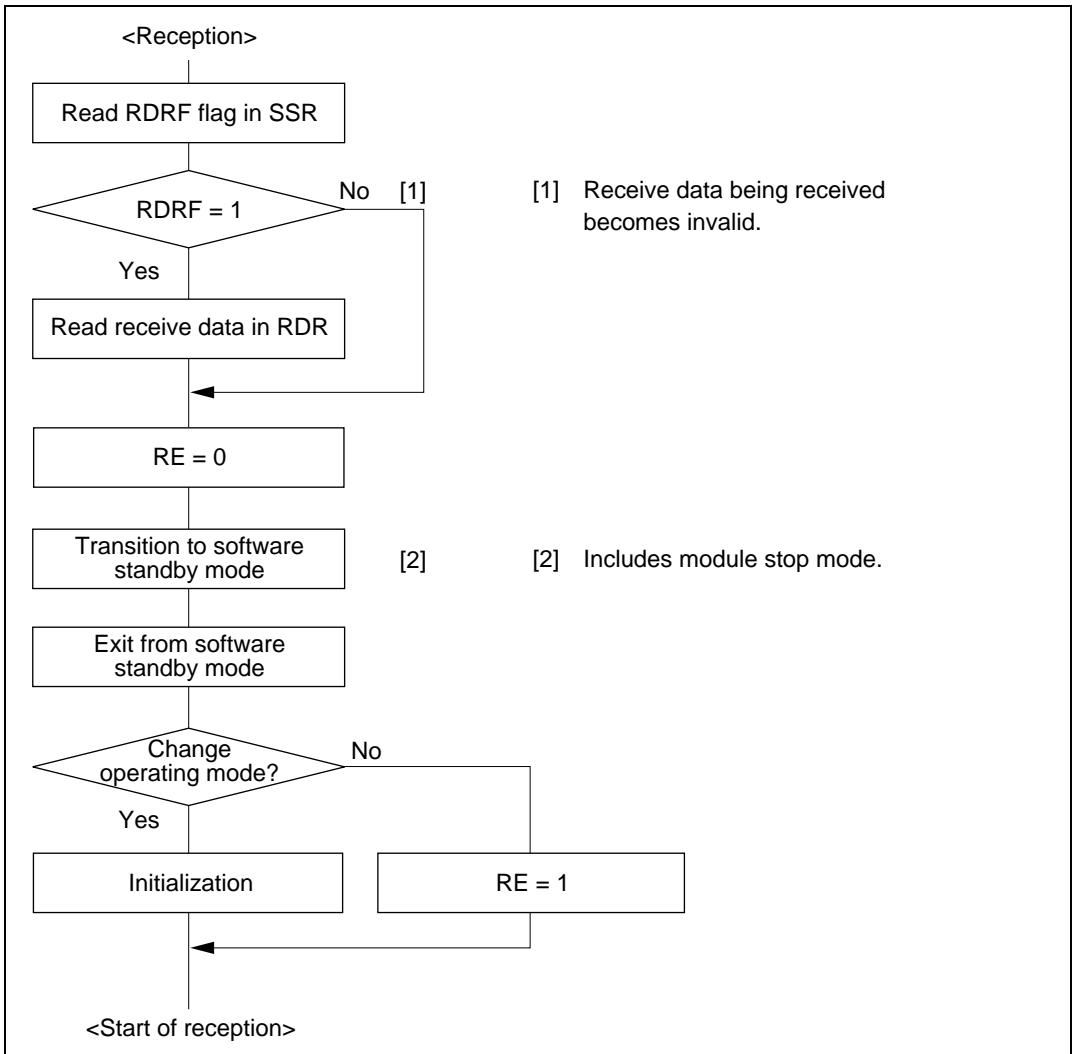 <Reception>
Read RDRF flag in SSR
RDRF = 1
No
[1]
[1] Receive data being received
becomes invalid.
Yes
Read receive data in RDR
RE = 0
Transition to software
standby mode
[2]
[2] Includes module stop mode.
Exit from software
standby mode
Change
operating mode?
No
Yes
Initialization
RE = 1
<Start of reception>